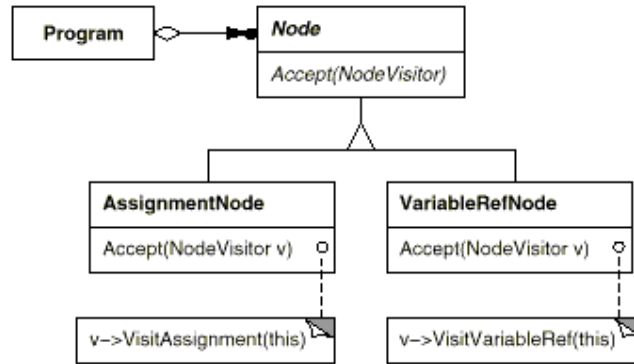 Program
Node
Accept(NodeVisitor)
AssignmentNode
Accept(NodeVisitor v)
VariableRefNode
Accept(NodeVisitor v)
v->VisitAssignment(this)
v->VisitVariableRef(this)